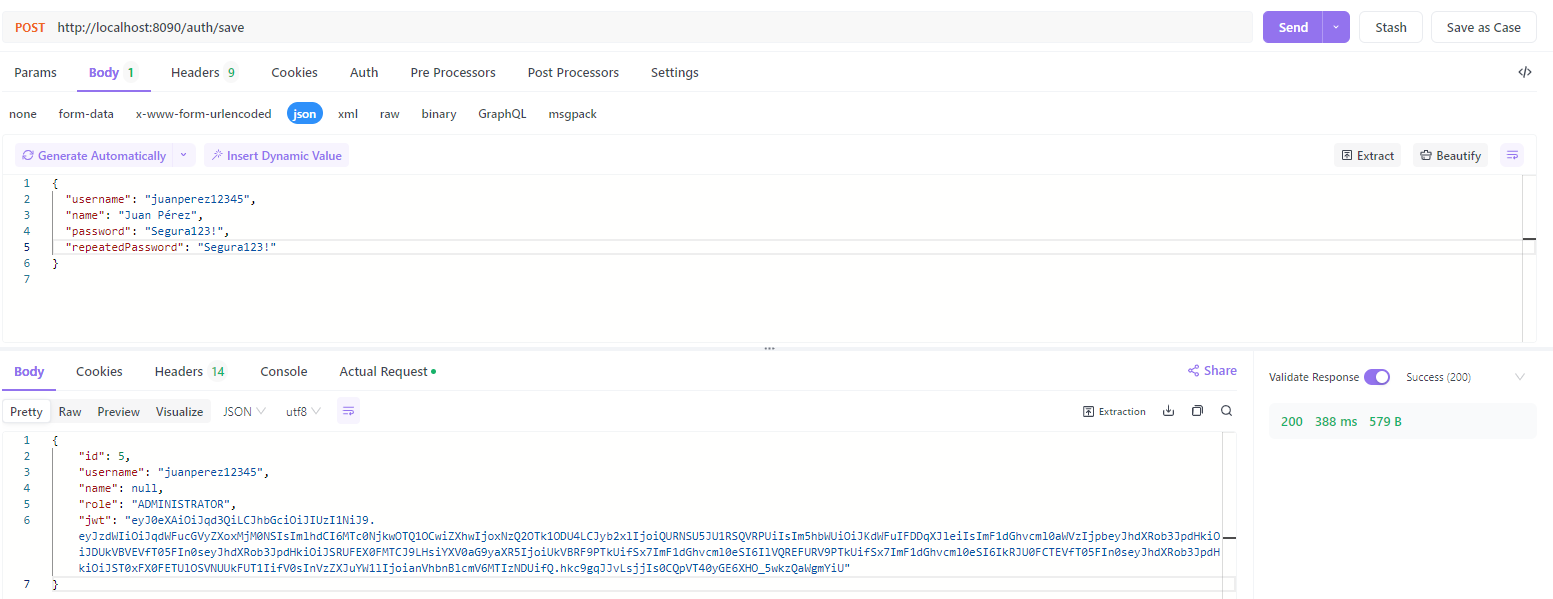 POST http://localhost:8090/auth/save Send Stash Save as Case
Params Body 1 Headers 9 Cookies Auth Pre Processors Post Processors Settings </>
none form-data x-www-form-urlencoded json xml raw binary GraphQL msgpack
Generate Automatically Insert Dynamic Value Extract Beautify
1 {
2 "username": "juanperez12345",
3 "name": "Juan Pérez",
4 "password": "Segura123!",
5 "repeatedPassword": "Segura123!"
6 }
7
Body Cookies Headers 14 Console Actual Request Share
Validate Response Success (200)
Pretty Raw Preview Visualize JSON utf8 Extraction
200 388 ms 579 B
1 {
2 "id": 5,
3 "username": "juanperez12345",
4 "name": null,
5 "role": "ADMINISTRATOR",
6 "jwt": "eyJ0eXAiOiJqd3QiLCJhbGciOiJIUzI1NiJ9.
7 }